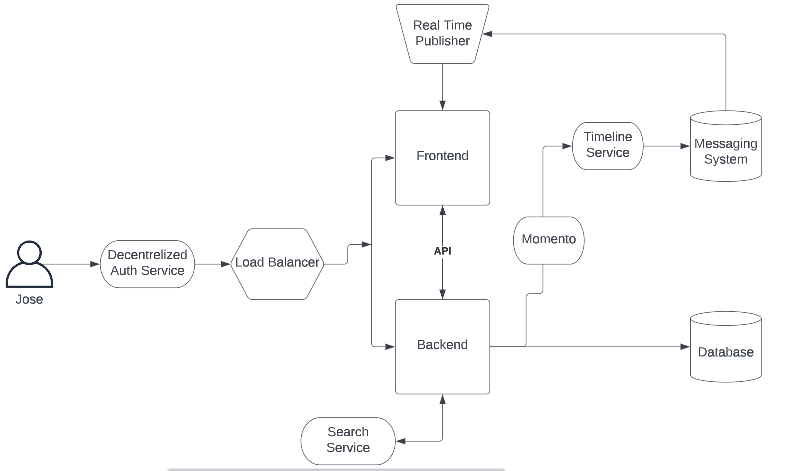 Real Time
Publisher
Frontend
Timeline
Service
Messaging
System
Momento
API
Decentrelized
Auth Service
Load Balancer
Jose
Backend
Database
Search
Service